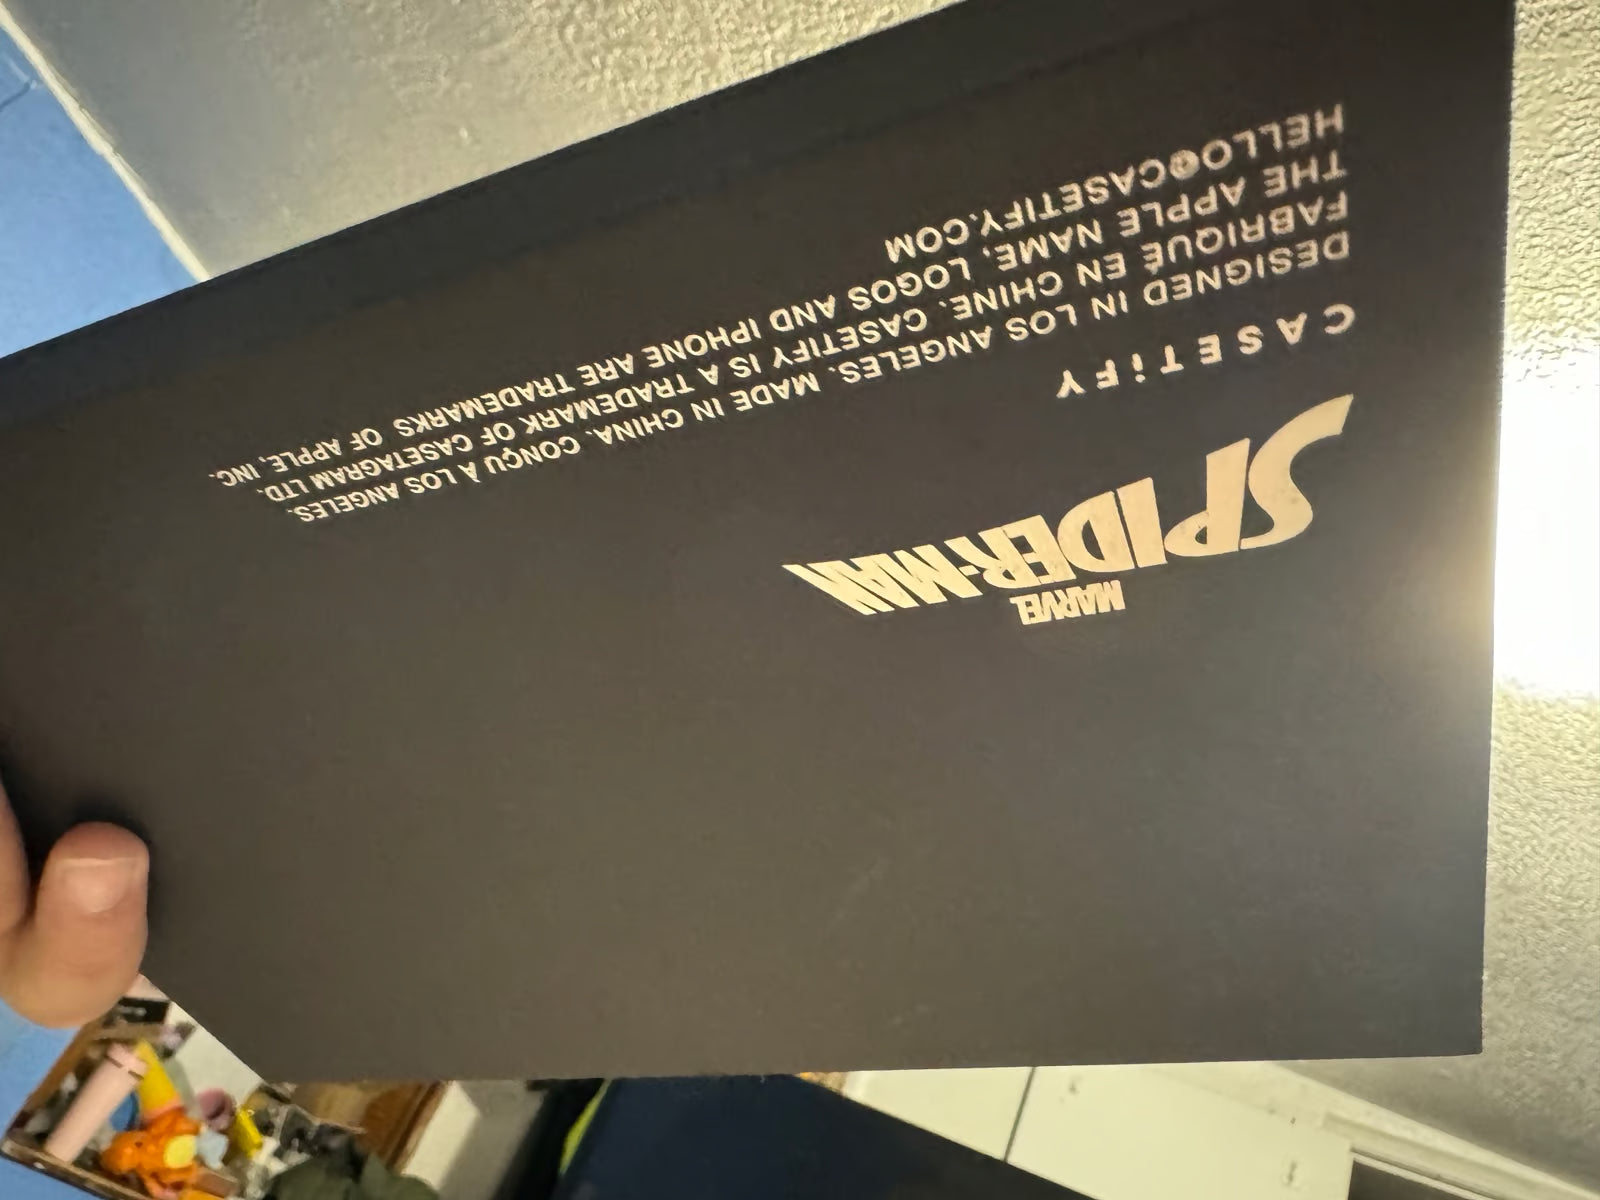 MARVEL
SPIDER-MAN
CASETiFY
DESIGNED IN LOS ANGELES. MADE IN CHINA. CONÇU À LOS ANGELES.
FABRIQUÉ EN CHINE. CASETIFY IS A TRADEMARK OF CASETAGRAM LTD.
THE APPLE NAME, LOGOS AND IPHONE ARE TRADEMARKS OF APPLE, INC.
HELLO@CASETIFY.COM